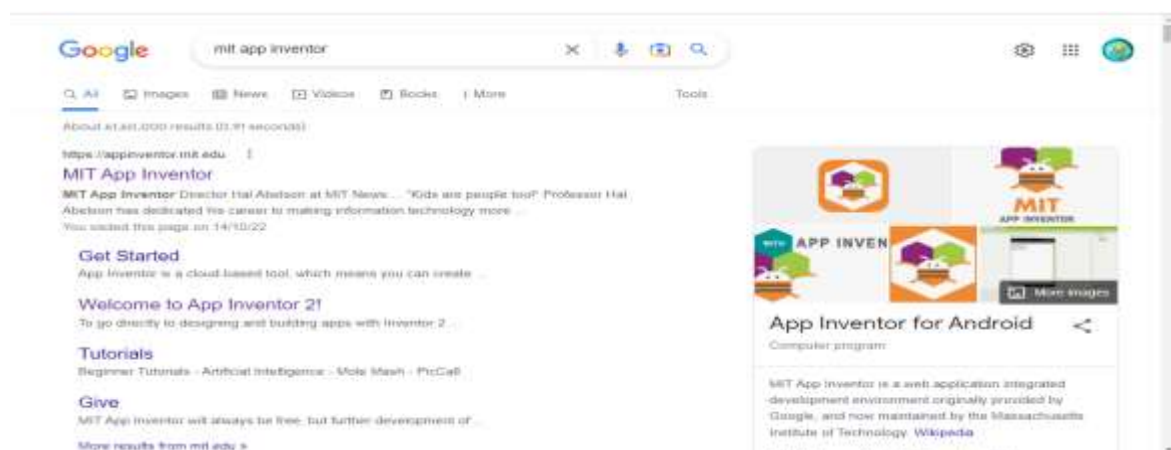 Google
mit app inventor
All Images News Videos Books More Tools
About results seconds)
https://appinventor.mit.edu
MIT App Inventor
MIT App Inventor Director Hal Abelson at MIT News ... "Kids are people too!" Professor Hal
Abelson has dedicated his career to making information technology more ...
You visited this page on 14/10/22
Get Started
App Inventor is a cloud-based tool, which means you can create ...
Welcome to App Inventor 2!
To go directly to designing and building apps with Inventor 2 ...
Tutorials
Beginner Tutorials - Artificial Intelligence - Mole Mash - PicCall
Give
MIT App Inventor will always be free, but further development of ...
More results from mit.edu »
MIT
APP INVENTOR
APP INVEN
More images
App Inventor for Android
Computer program
MIT App Inventor is a web application integrated
development environment originally provided by
Google, and now maintained by the Massachusetts
Institute of Technology. Wikipedia